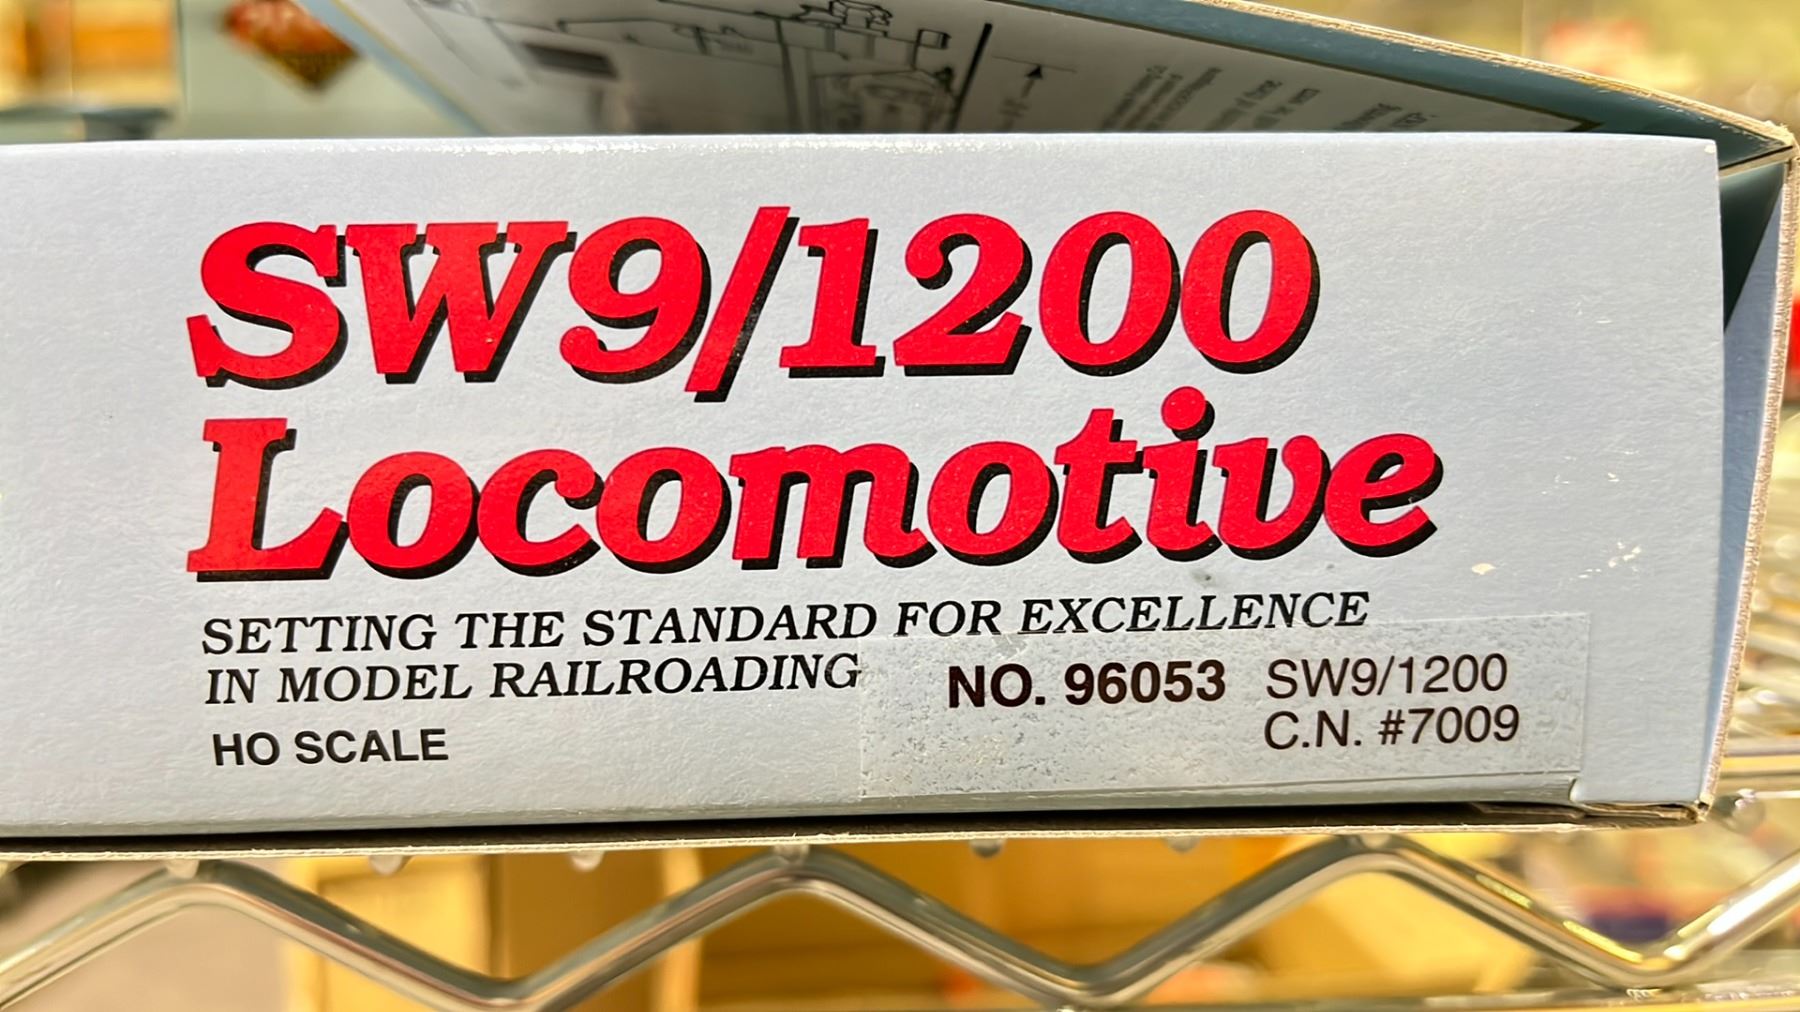 SW9/1200
Locomotive
SETTING THE STANDARD FOR EXCELLENCE
IN MODEL RAILROADING
HO SCALE
NO. 96053 SW9/1200
C.N. #7009